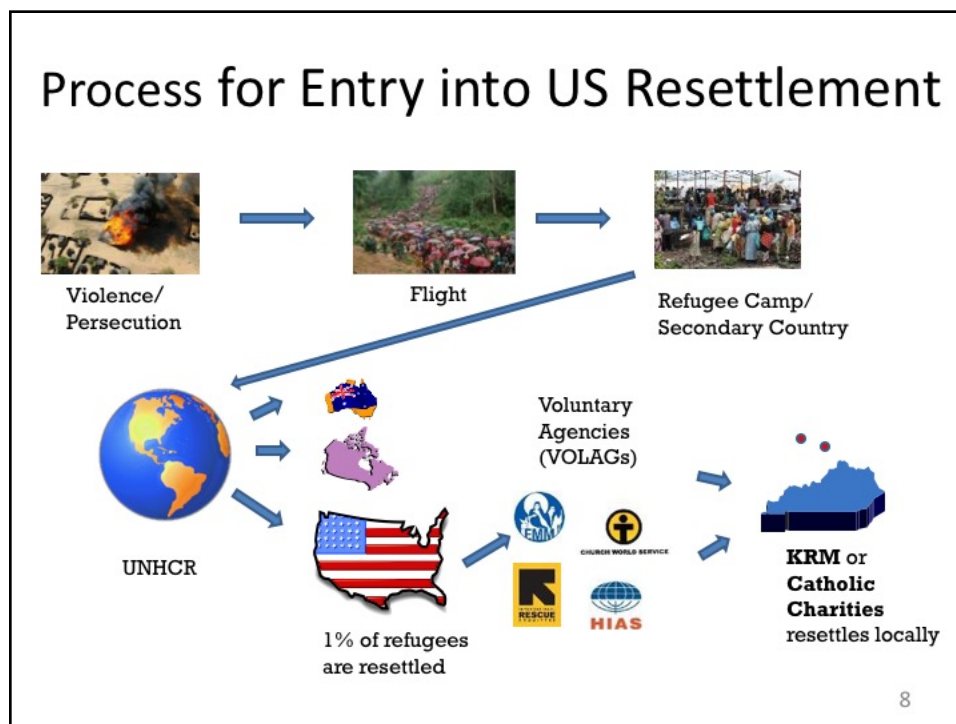 Process for Entry into US Resettlement
Violence/
Persecution
Flight
Refugee Camp/
Secondary Country
Voluntary
Agencies
(VOLAGs)
EMM
CHURCH WORLD SERVICE
RESCUE
HIAS
UNHCR
1% of refugees
are resettled
KRM or
Catholic
Charities
resettles locally
8